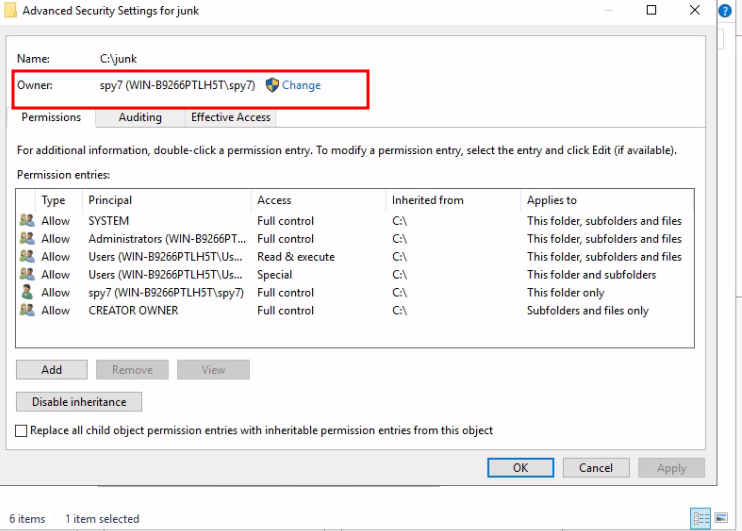 Advanced Security Settings for junk
Name: C:\junk
Owner: spy7 (WIN-B9266PTLH5T\spy7) Change
Permissions Auditing Effective Access
For additional information, double-click a permission entry. To modify a permission entry, select the entry and click Edit (if available).
Permission entries:
Type Principal Access Inherited from Applies to
Allow SYSTEM Full control C:\ This folder, subfolders and files
Allow Administrators (WIN-B9266PT... Full control C:\ This folder, subfolders and files
Allow Users (WIN-B9266PTLH5T\Us... Read & execute C:\ This folder, subfolders and files
Allow Users (WIN-B9266PTLH5T\Us... Special C:\ This folder and subfolders
Allow spy7 (WIN-B9266PTLH5T\spy7) Full control C:\ This folder only
Allow CREATOR OWNER Full control C:\ Subfolders and files only
Add Remove View
Disable inheritance
Replace all child object permission entries with inheritable permission entries from this object
OK Cancel Apply
6 items 1 item selected